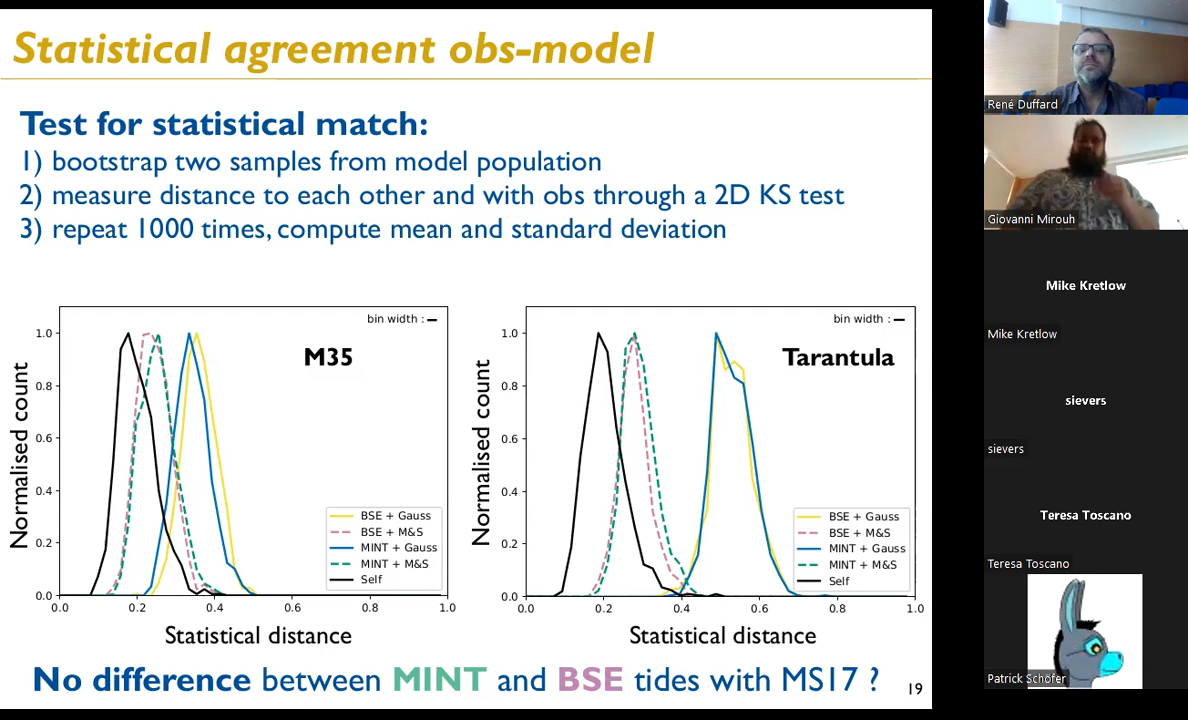 Statistical agreement obs-model
Test for statistical match:
1) bootstrap two samples from model population
2) measure distance to each other and with obs through a 2D KS test
3) repeat 1000 times, compute mean and standard deviation
bin width :
M35
1.0
0.8
0.6
0.4
0.2
0.0
Normalised count
BSE + Gauss
BSE + M&S
MINT + Gauss
MINT + M&S
Self
0.0 0.2 0.4 0.6 0.8 1.0
Statistical distance
bin width :
Tarantula
1.0
0.8
0.6
0.4
0.2
0.0
Normalised count
BSE + Gauss
BSE + M&S
MINT + Gauss
MINT + M&S
Self
0.0 0.2 0.4 0.6 0.8 1.0
Statistical distance
No difference between MINT and BSE tides with MS17 ?
19
René Duffard
Giovanni Mirouh
Mike Kretlow
Mike Kretlow
sievers
sievers
Teresa Toscano
Teresa Toscano
Patrick Schöfer